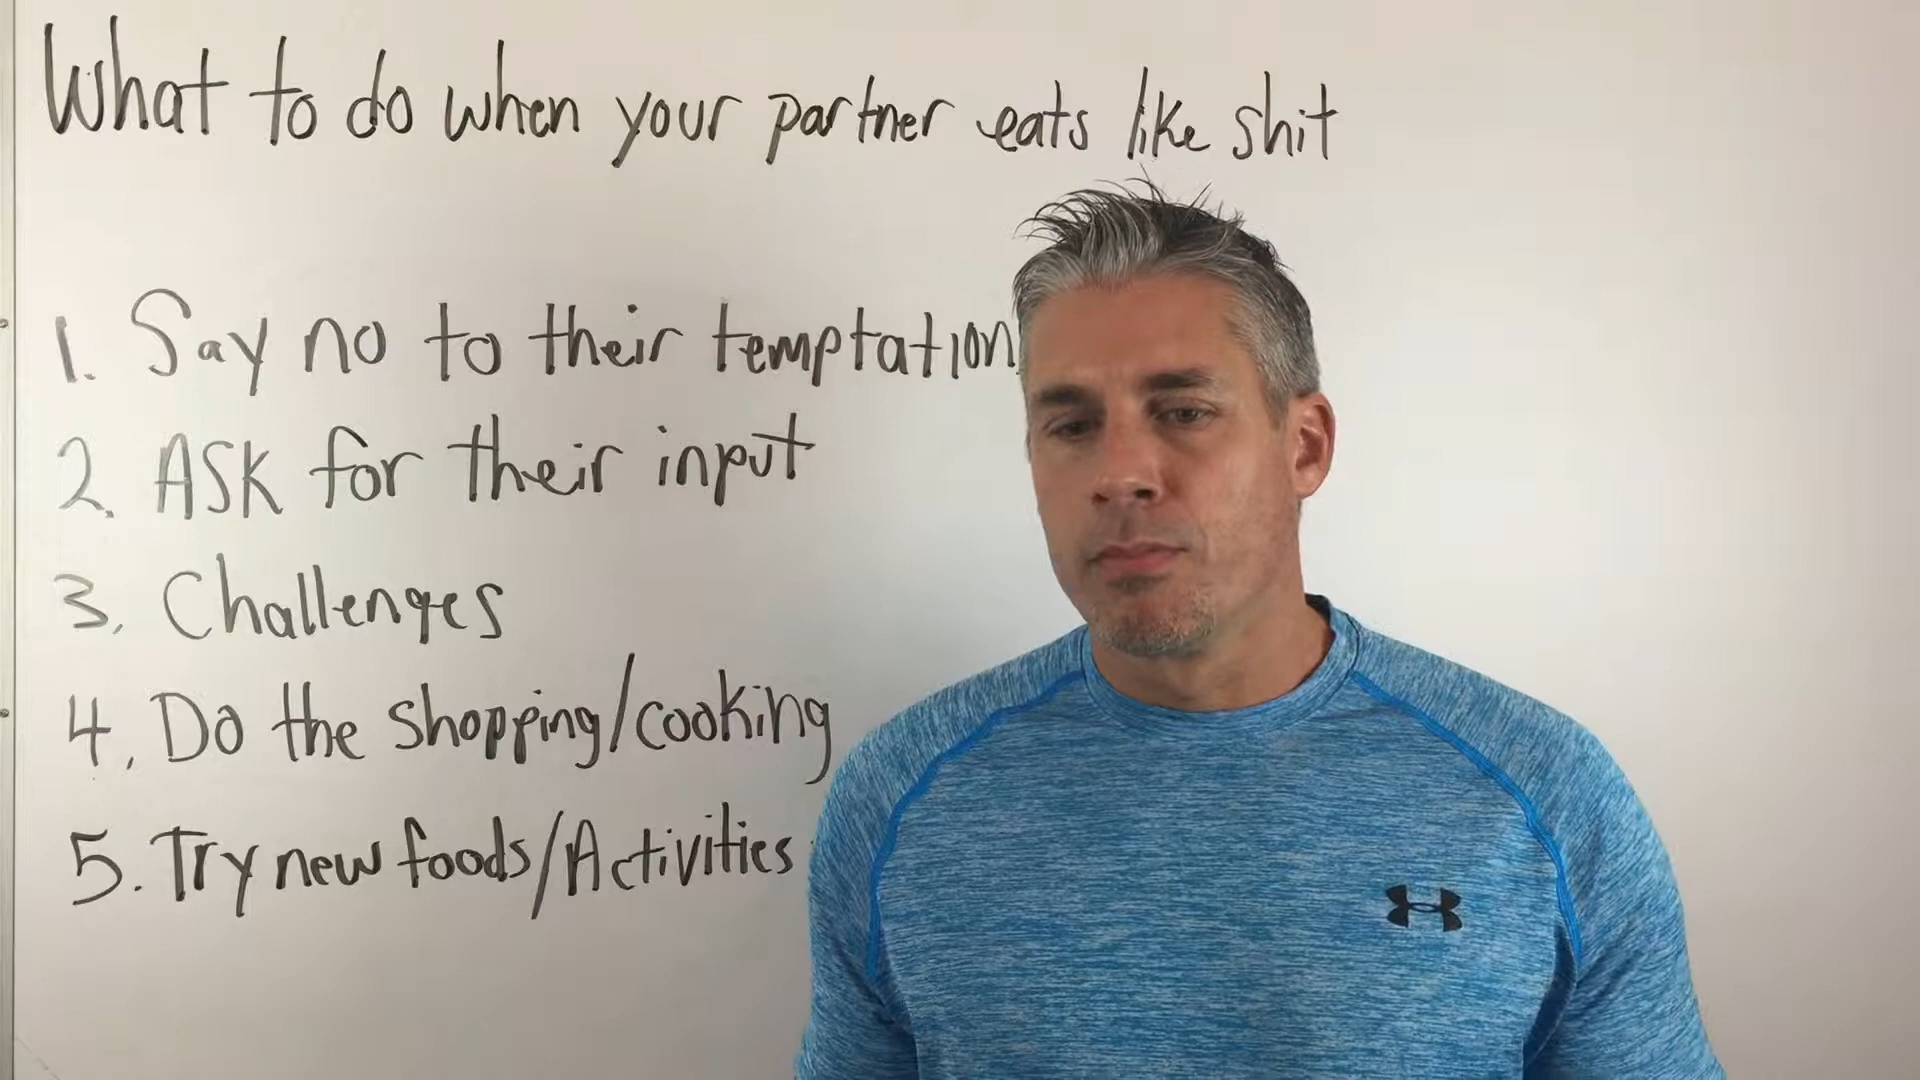 What to do when your partner eats like shit
1. Say no to their temptation
2. ASK for their input
3. Challenges
4. Do the shopping/cooking
5. Try new foods/Activities